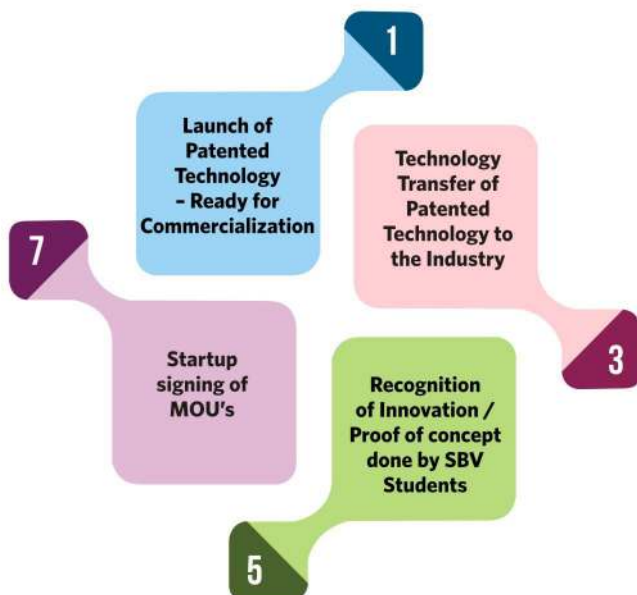 1
Launch of
Patented
Technology
– Ready for
Commercialization
Technology
Transfer of
Patented
Technology to
the Industry
3
Recognition
of Innovation /
Proof of concept
done by SBV
Students
5
7
Startup
signing of
MOU's